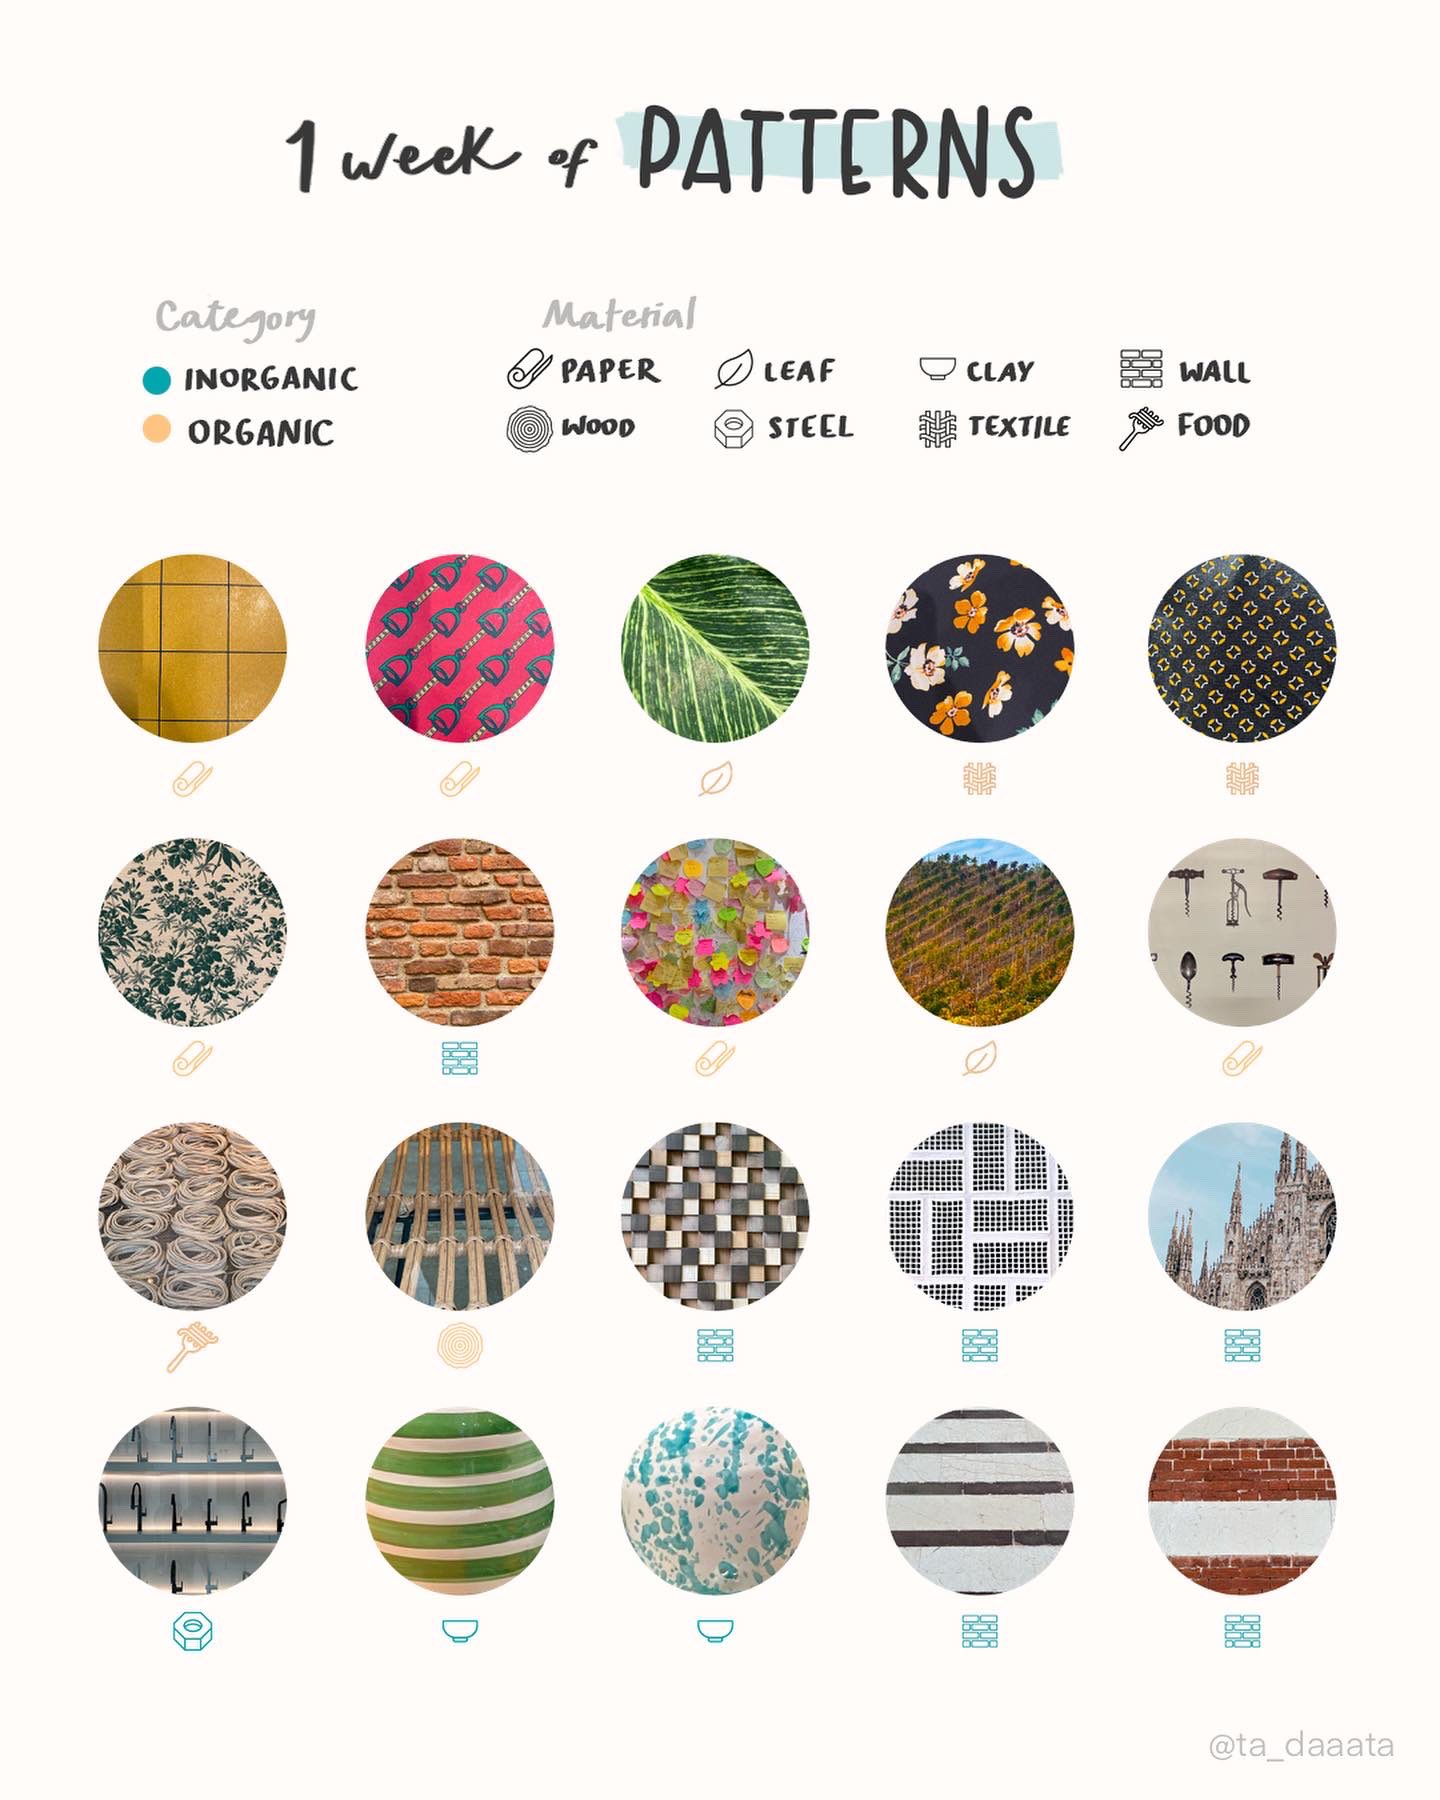 1 week of PATTERNS
Category
Material
INORGANIC
ORGANIC
PAPER LEAF CLAY WALL
WOOD STEEL TEXTILE FOOD
@ta_daaata